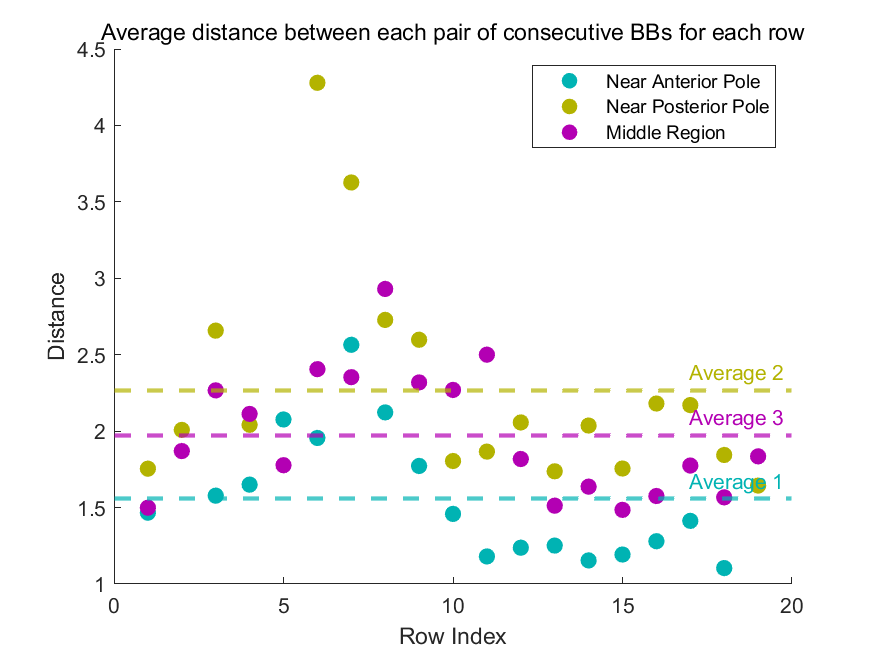 Average distance between each pair of consecutive BBs for each row
4.5
4
3.5
3
2.5
2
1.5
1
Distance
Near Anterior Pole
Near Posterior Pole
Middle Region
Average 2
Average 3
Average 1
0
5
10
15
20
Row Index